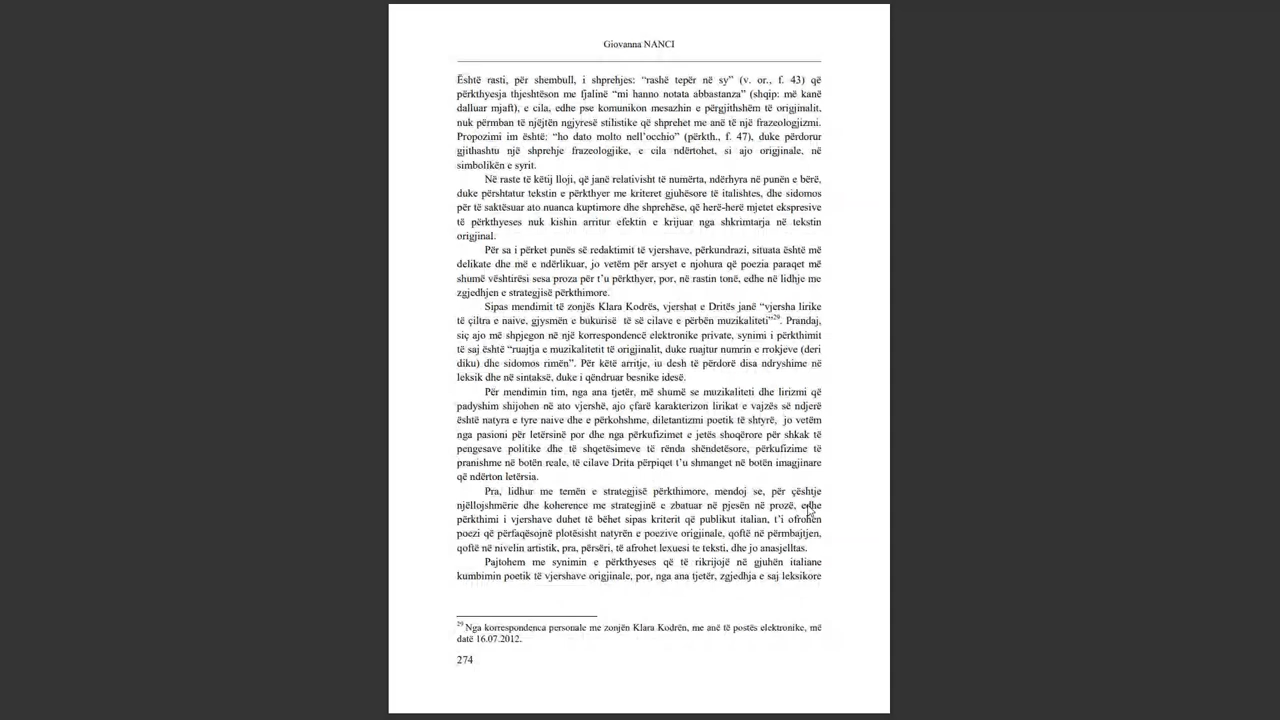 Giovanna NANCI
Është rasti, për shembull, i shprehjes: “rashë tepër në sy” (v. or., f. 43) që
përkthyesja thjeshtëson me fjalinë “mi hanno notata abbastanza” (shqip: më kanë
dalluar mjaft), e cila, edhe pse komunikon mesazhin e përgjithshëm të origjinalit,
nuk përmban të njëjtën ngjyresë stilistike që shprehet me anë të një frazeologjizmi.
Propozimi im është: “ho dato molto nell’occhio” (përkth., f. 47), duke përdorur
gjithashtu një shprehje frazeologjike, e cila ndërtohet, si ajo origjinale, në
simbolikën e syrit.
Në raste të këtij lloji, që janë relativisht të numërta, ndërhyra në punën e bërë,
duke përshtatur tekstin e përkthyer me kriteret gjuhësore të italishtes, dhe sidomos
për të saktësuar ato nuanca kuptimore dhe shprehëse, që herë-herë mjetet ekspresive
të përkthyeses nuk kishin arritur efektin e krijuar nga shkrimtarja në tekstin
origjinal.
Për sa i përket punës së redaktimit të vjershave, përkundrazi, situata është më
delikate dhe më e ndërlikuar, jo vetëm për arsyet e njohura që poezia paraqet më
shumë vështirësi sesa proza për t’u përkthyer, por, në rastin tonë, edhe në lidhje me
zgjedhjen e strategjisë përkthimore.
Sipas mendimit të zonjës Klara Kodrës, vjershat e Dritës janë “vjersha lirike
të çiltra e naive, gjysmën e bukurisë të së cilave e përbën muzikaliteti”29. Prandaj,
siç ajo më shpjegon në një korrespondencë elektronike private, synimi i përkthimit
të saj është “ruajtja e muzikalitetit të origjinalit, duke ruajtur numrin e rrokjeve (deri
diku) dhe sidomos rimën”. Për këtë arritje, iu desh të përdorë disa ndryshime në
leksik dhe në sintaksë, duke i qëndruar besnike idesë.
Për mendimin tim, nga ana tjetër, më shumë se muzikaliteti dhe lirizmi që
padyshim shijohen në ato vjershë, ajo çfarë karakterizon lirikat e vajzës së ndjerë
është natyra e tyre naive dhe e përkohshme, diletantizmi poetik të shtyrë, jo vetëm
nga pasioni për letërsinë por dhe nga përkufizimet e jetës shoqërore për shkak të
pengesave politike dhe të shqetësimeve të rënda shëndetësore, përkufizime të
pranishme në botën reale, të cilave Drita përpiqet t’u shmanget në botën imagjinare
që ndërton letërsia.
Pra, lidhur me temën e strategjisë përkthimore, mendoj se, për çështje
njëllojshmërie dhe koherence me strategjinë e zbatuar në pjesën në prozë, edhe
përkthimi i vjershave duhet të bëhet sipas kriterit që publikut italian, t’i ofrohen
poezi që përfaqësojnë plotësisht natyrën e poezive origjinale, qoftë në përmbajtjen,
qoftë në nivelin artistik, pra, përsëri, të afrohet lexuesi te teksti, dhe jo anasjelltas.
Pajtohem me synimin e përkthyeses që të rikrijojë në gjuhën italiane
kumbimin poetik të vjershave origjinale, por, nga ana tjetër, zgjedhja e saj leksikore
29 Nga korrespondenca personale me zonjën Klara Kodrën, me anë të postës elektronike, më
datë 16.07.2012.
274